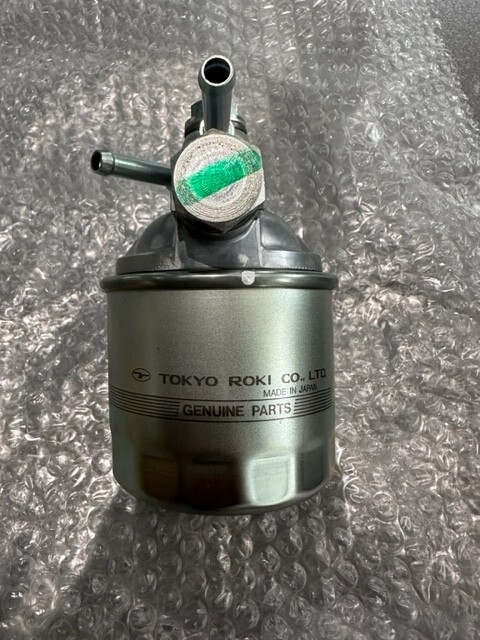 TOKYO ROKI CO., LTD.
MADE IN JAPAN
GENUINE PARTS